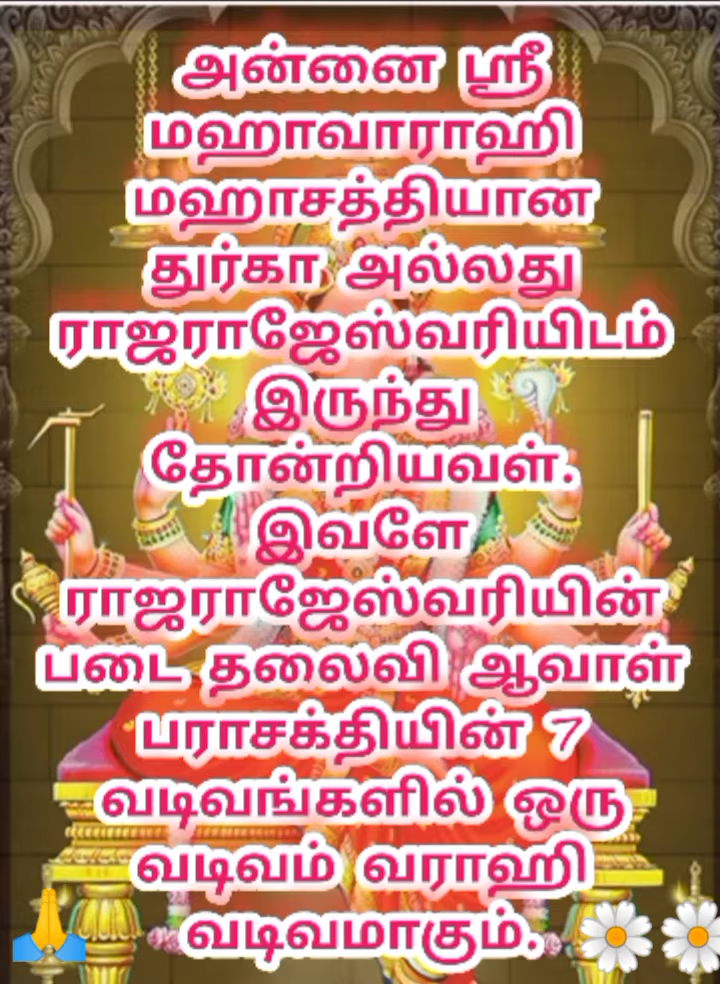 அன்னை ஸ்ரீ
மஹாவாராஹி
மஹாசத்தியான
துர்கா அல்லது
ராஜராஜேஸ்வரியிடம்
இருந்து
தோன்றியவள்.
இவளே
ராஜராஜேஸ்வரியின்
படை தலைவி ஆவாள்
பராசக்தியின் 7
வடிவங்களில் ஒரு
வடிவம் வராஹி
வடிவமாகும்.